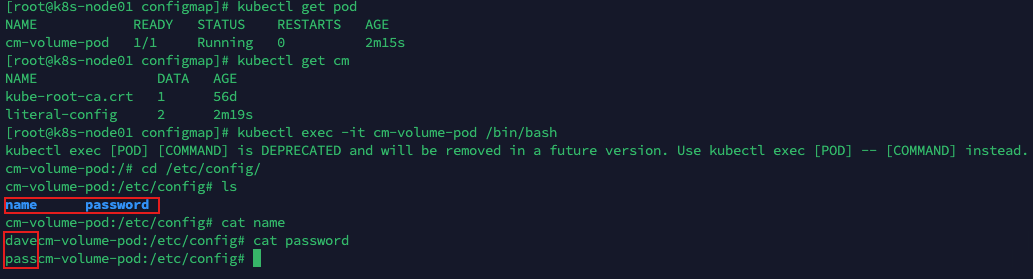 [root@k8s-node01 configmap]# kubectl get pod
NAME READY STATUS RESTARTS AGE
cm-volume-pod 1/1 Running 0 2m15s
[root@k8s-node01 configmap]# kubectl get cm
NAME DATA AGE
kube-root-ca.crt 1 56d
literal-config 2 2m19s
[root@k8s-node01 configmap]# kubectl exec -it cm-volume-pod /bin/bash
kubectl exec [POD] [COMMAND] is DEPRECATED and will be removed in a future version. Use kubectl exec [POD] -- [COMMAND] instead.
cm-volume-pod:/# cd /etc/config/
cm-volume-pod:/etc/config# ls
name password
cm-volume-pod:/etc/config# cat name
davecm-volume-pod:/etc/config# cat password
passcm-volume-pod:/etc/config#